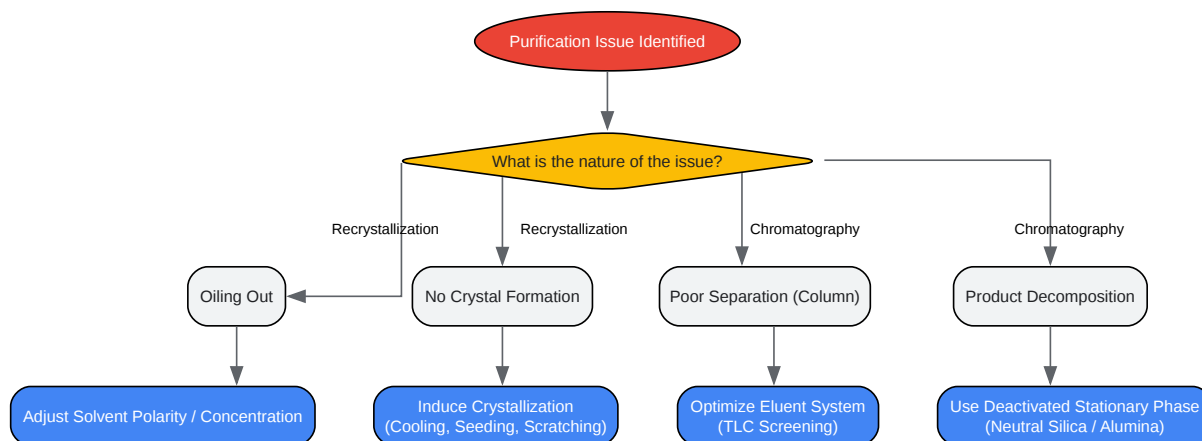 Purification Issue Identified
What is the nature of the issue?
Recrystallization
Recrystallization
Chromatography
Chromatography
Oiling Out
No Crystal Formation
Poor Separation (Column)
Product Decomposition
Adjust Solvent Polarity / Concentration
Induce Crystallization
(Cooling, Seeding, Scratching)
Optimize Eluent System
(TLC Screening)
Use Deactivated Stationary Phase
(Neutral Silica / Alumina)